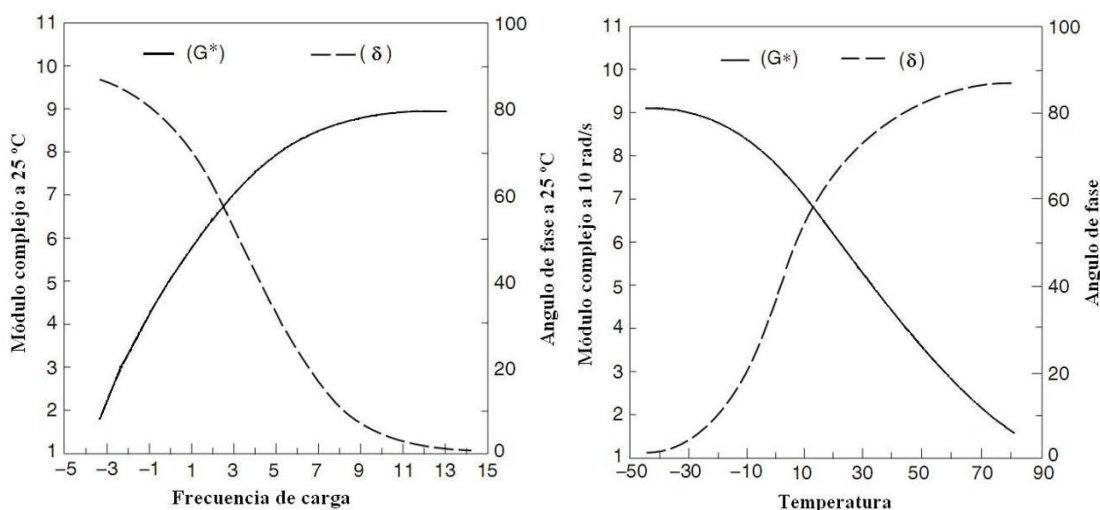 11
10
9
8
7
6
5
4
3
2
1
Módulo complejo a 25 ºC
(G*)
(δ)
100
80
60
40
20
0
Angulo de fase a 25 ºC
−5 −3 −1 1 3 5 7 9 11 13 15
Frecuencia de carga
11
10
9
8
7
6
5
4
3
2
1
Módulo complejo a 10 rad/s
(G*)
(δ)
100
80
60
40
20
0
Angulo de fase
−50 −30 −10 10 30 50 70 90
Temperatura